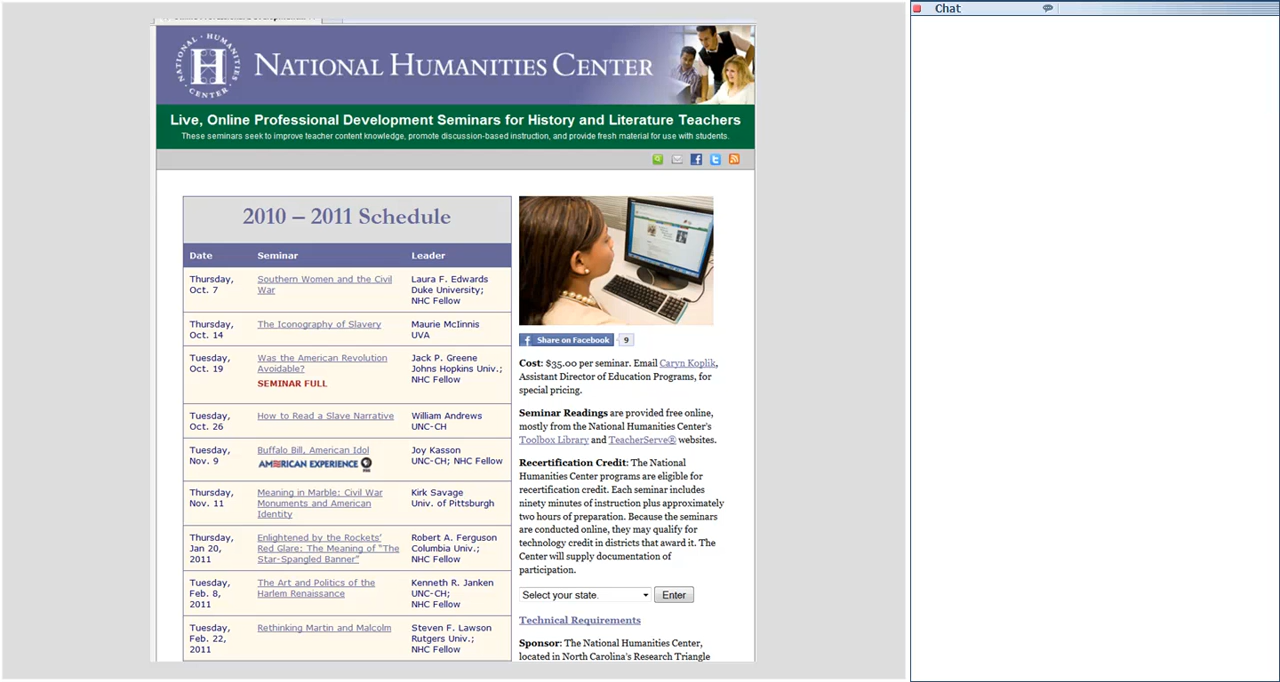 Chat
NATIONAL HUMANITIES CENTER
NATIONAL · HUMANITIES · CENTER
H
Live, Online Professional Development Seminars for History and Literature Teachers
These seminars seek to improve teacher content knowledge, promote discussion-based instruction, and provide fresh material for use with students.
2010 – 2011 Schedule
Date Seminar Leader
Thursday, Southern Women and the Civil Laura F. Edwards
Oct. 7 War Duke University;
NHC Fellow
Thursday, The Iconography of Slavery Maurie McIinnis
Oct. 14 UVA
Tuesday, Was the American Revolution Jack P. Greene
Oct. 19 Avoidable? Johns Hopkins Univ.;
SEMINAR FULL NHC Fellow
Tuesday, How to Read a Slave Narrative William Andrews
Oct. 26 UNC-CH
Tuesday, Buffalo Bill, American Idol Joy Kasson
Nov. 9 AMERICAN EXPERIENCE UNC-CH; NHC Fellow
Thursday, Meaning in Marble: Civil War Kirk Savage
Nov. 11 Monuments and American Univ. of Pittsburgh
Identity
Thursday, Enlightened by the Rockets' Robert A. Ferguson
Jan 20, Red Glare: The Meaning of "The Columbia Univ.;
2011 Star-Spangled Banner" NHC Fellow
Tuesday, The Art and Politics of the Kenneth R. Janken
Feb. 8, Harlem Renaissance UNC-CH;
2011 NHC Fellow
Tuesday, Rethinking Martin and Malcolm Steven F. Lawson
Feb. 22, Rutgers Univ.;
2011 NHC Fellow
f Share on Facebook 9
Cost: $35.00 per seminar. Email Caryn Koplik,
Assistant Director of Education Programs, for
special pricing.
Seminar Readings are provided free online,
mostly from the National Humanities Center's
Toolbox Library and TeacherServe® websites.
Recertification Credit: The National
Humanities Center programs are eligible for
recertification credit. Each seminar includes
ninety minutes of instruction plus approximately
two hours of preparation. Because the seminars
are conducted online, they may qualify for
technology credit in districts that award it. The
Center will supply documentation of
participation.
Select your state. Enter
Technical Requirements
Sponsor: The National Humanities Center,
located in North Carolina's Research Triangle